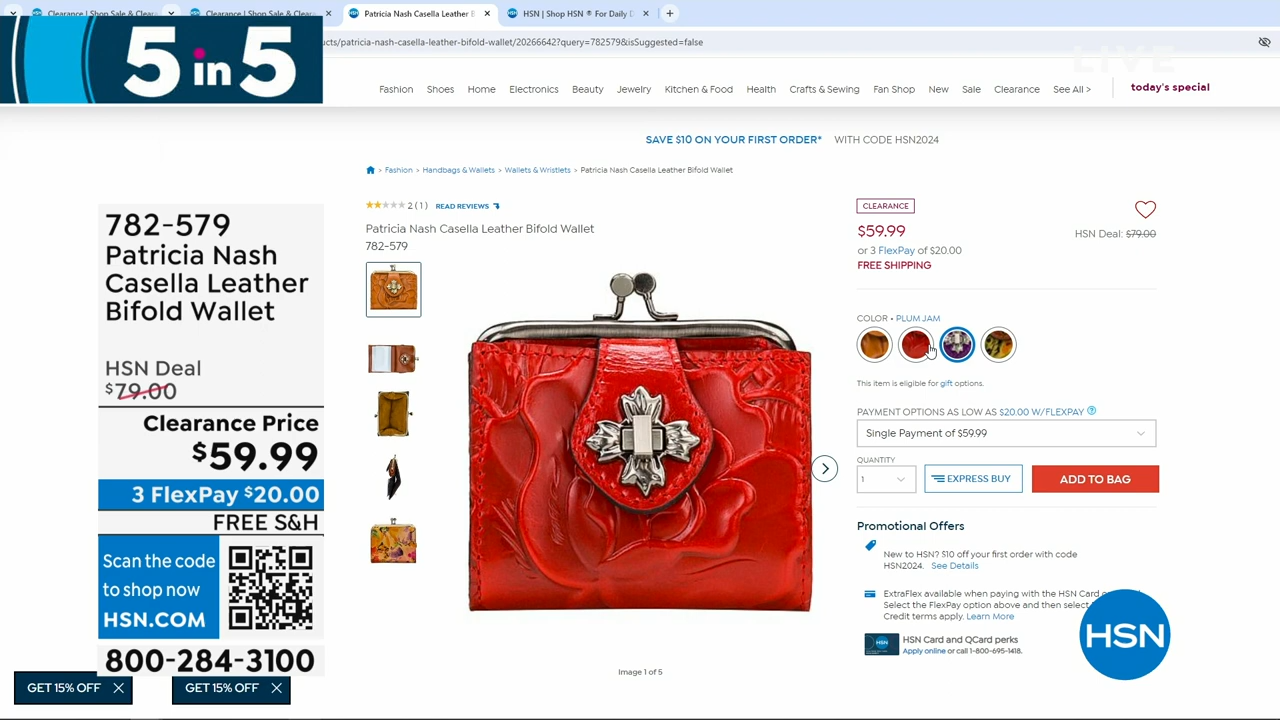 Clearance | Shop Sale & Cleara
Clearance | Shop Sale & Clearan
Patricia Nash Casella Leather B
HSN | Shop HSN ® For Daily D
5 in 5
ucts/patricia-nash-casella-leather-bifold-wallet/20266642?query=782579&isSuggested=false
LIVE
Fashion Shoes Home Electronics Beauty Jewelry Kitchen & Food Health Crafts & Sewing Fan Shop New Sale Clearance See All > today's special
SAVE $10 ON YOUR FIRST ORDER* WITH CODE HSN2024
> Fashion > Handbags & Wallets > Wallets & Wristlets > Patricia Nash Casella Leather Bifold Wallet
2 (1) READ REVIEWS
Patricia Nash Casella Leather Bifold Wallet
782-579
782-579
Patricia Nash
Casella Leather
Bifold Wallet
HSN Deal
$79.00
Clearance Price
$59.99
3 FlexPay $20.00
FREE S&H
Scan the code
to shop now
HSN.COM
800-284-3100
GET 15% OFF
GET 15% OFF
Image 1 of 5
CLEARANCE
$59.99
HSN Deal: $79.00
or 3 FlexPay of $20.00
FREE SHIPPING
COLOR • PLUM JAM
This item is eligible for gift options.
PAYMENT OPTIONS AS LOW AS $20.00 W/FLEXPAY
Single Payment of $59.99
QUANTITY
1
EXPRESS BUY
ADD TO BAG
Promotional Offers
New to HSN? $10 off your first order with code
HSN2024. See Details
ExtraFlex available when paying with the HSN Card
Select the FlexPay option above and then select
Credit terms apply. Learn More
HSN Card and QCard perks
Apply online or call 1-800-695-1418.
HSN